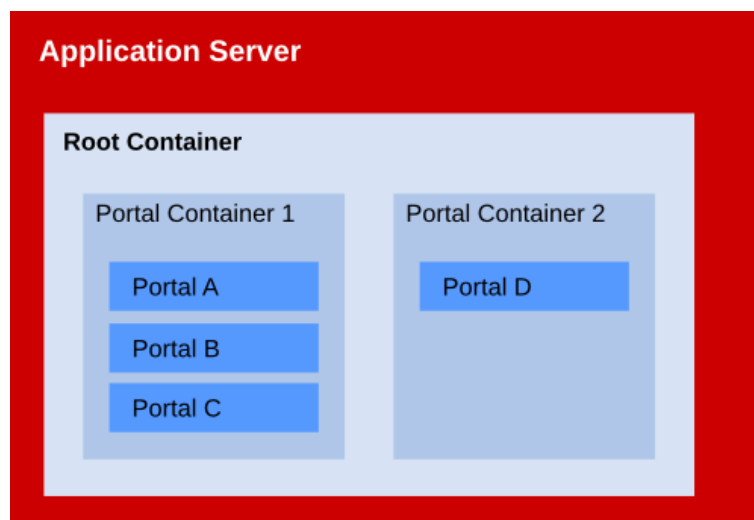 Application Server
Root Container
Portal Container 1
Portal A
Portal B
Portal C
Portal Container 2
Portal D